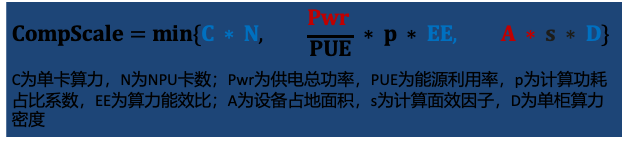 CompScale = min{C * N, Pwr/PUE * p * EE, A * s * D}
C为单卡算力，N为NPU卡数；Pwr为供电总功率，PUE为能源利用率，p为计算功耗
占比系数，EE为算力能效比；A为设备占地面积，s为计算面效因子，D为单柜算力
密度